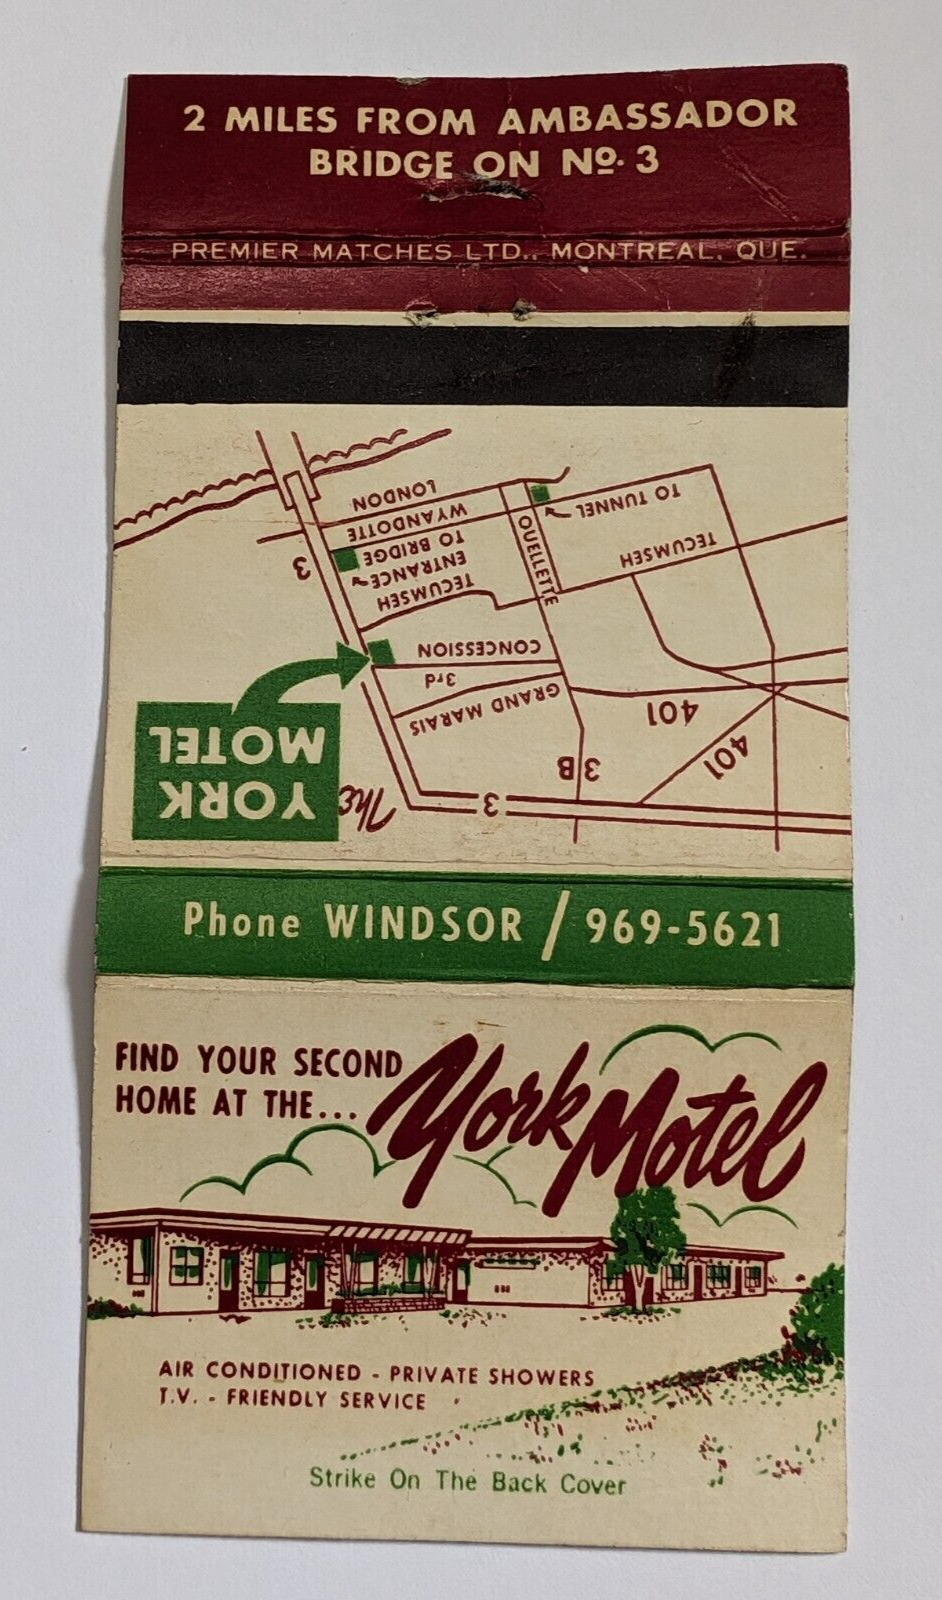 2 MILES FROM AMBASSADOR
BRIDGE ON No. 3
PREMIER MATCHES LTD., MONTREAL, QUE.
The
YORK
MOTEL
3
3B
401
401
GRAND MARAIS
3rd
CONCESSION
TECUMSEH
ENTRANCE
TO BRIDGE
3
TECUMSEH
OUELLETTE
WYANDOTTE
TO TUNNEL
LONDON
Phone WINDSOR / 969-5621
FIND YOUR SECOND
HOME AT THE...
York Motel
AIR CONDITIONED - PRIVATE SHOWERS
T.V. - FRIENDLY SERVICE
Strike On The Back Cover